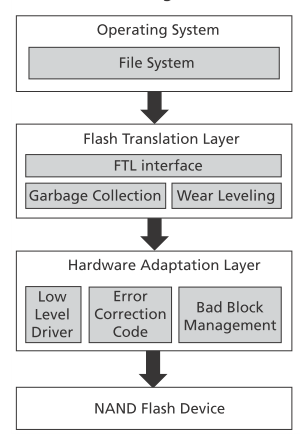 Operating System
File System
Flash Translation Layer
FTL interface
Garbage Collection
Wear Leveling
Hardware Adaptation Layer
Low
Level
Driver
Error
Correction
Code
Bad Block
Management
NAND Flash Device